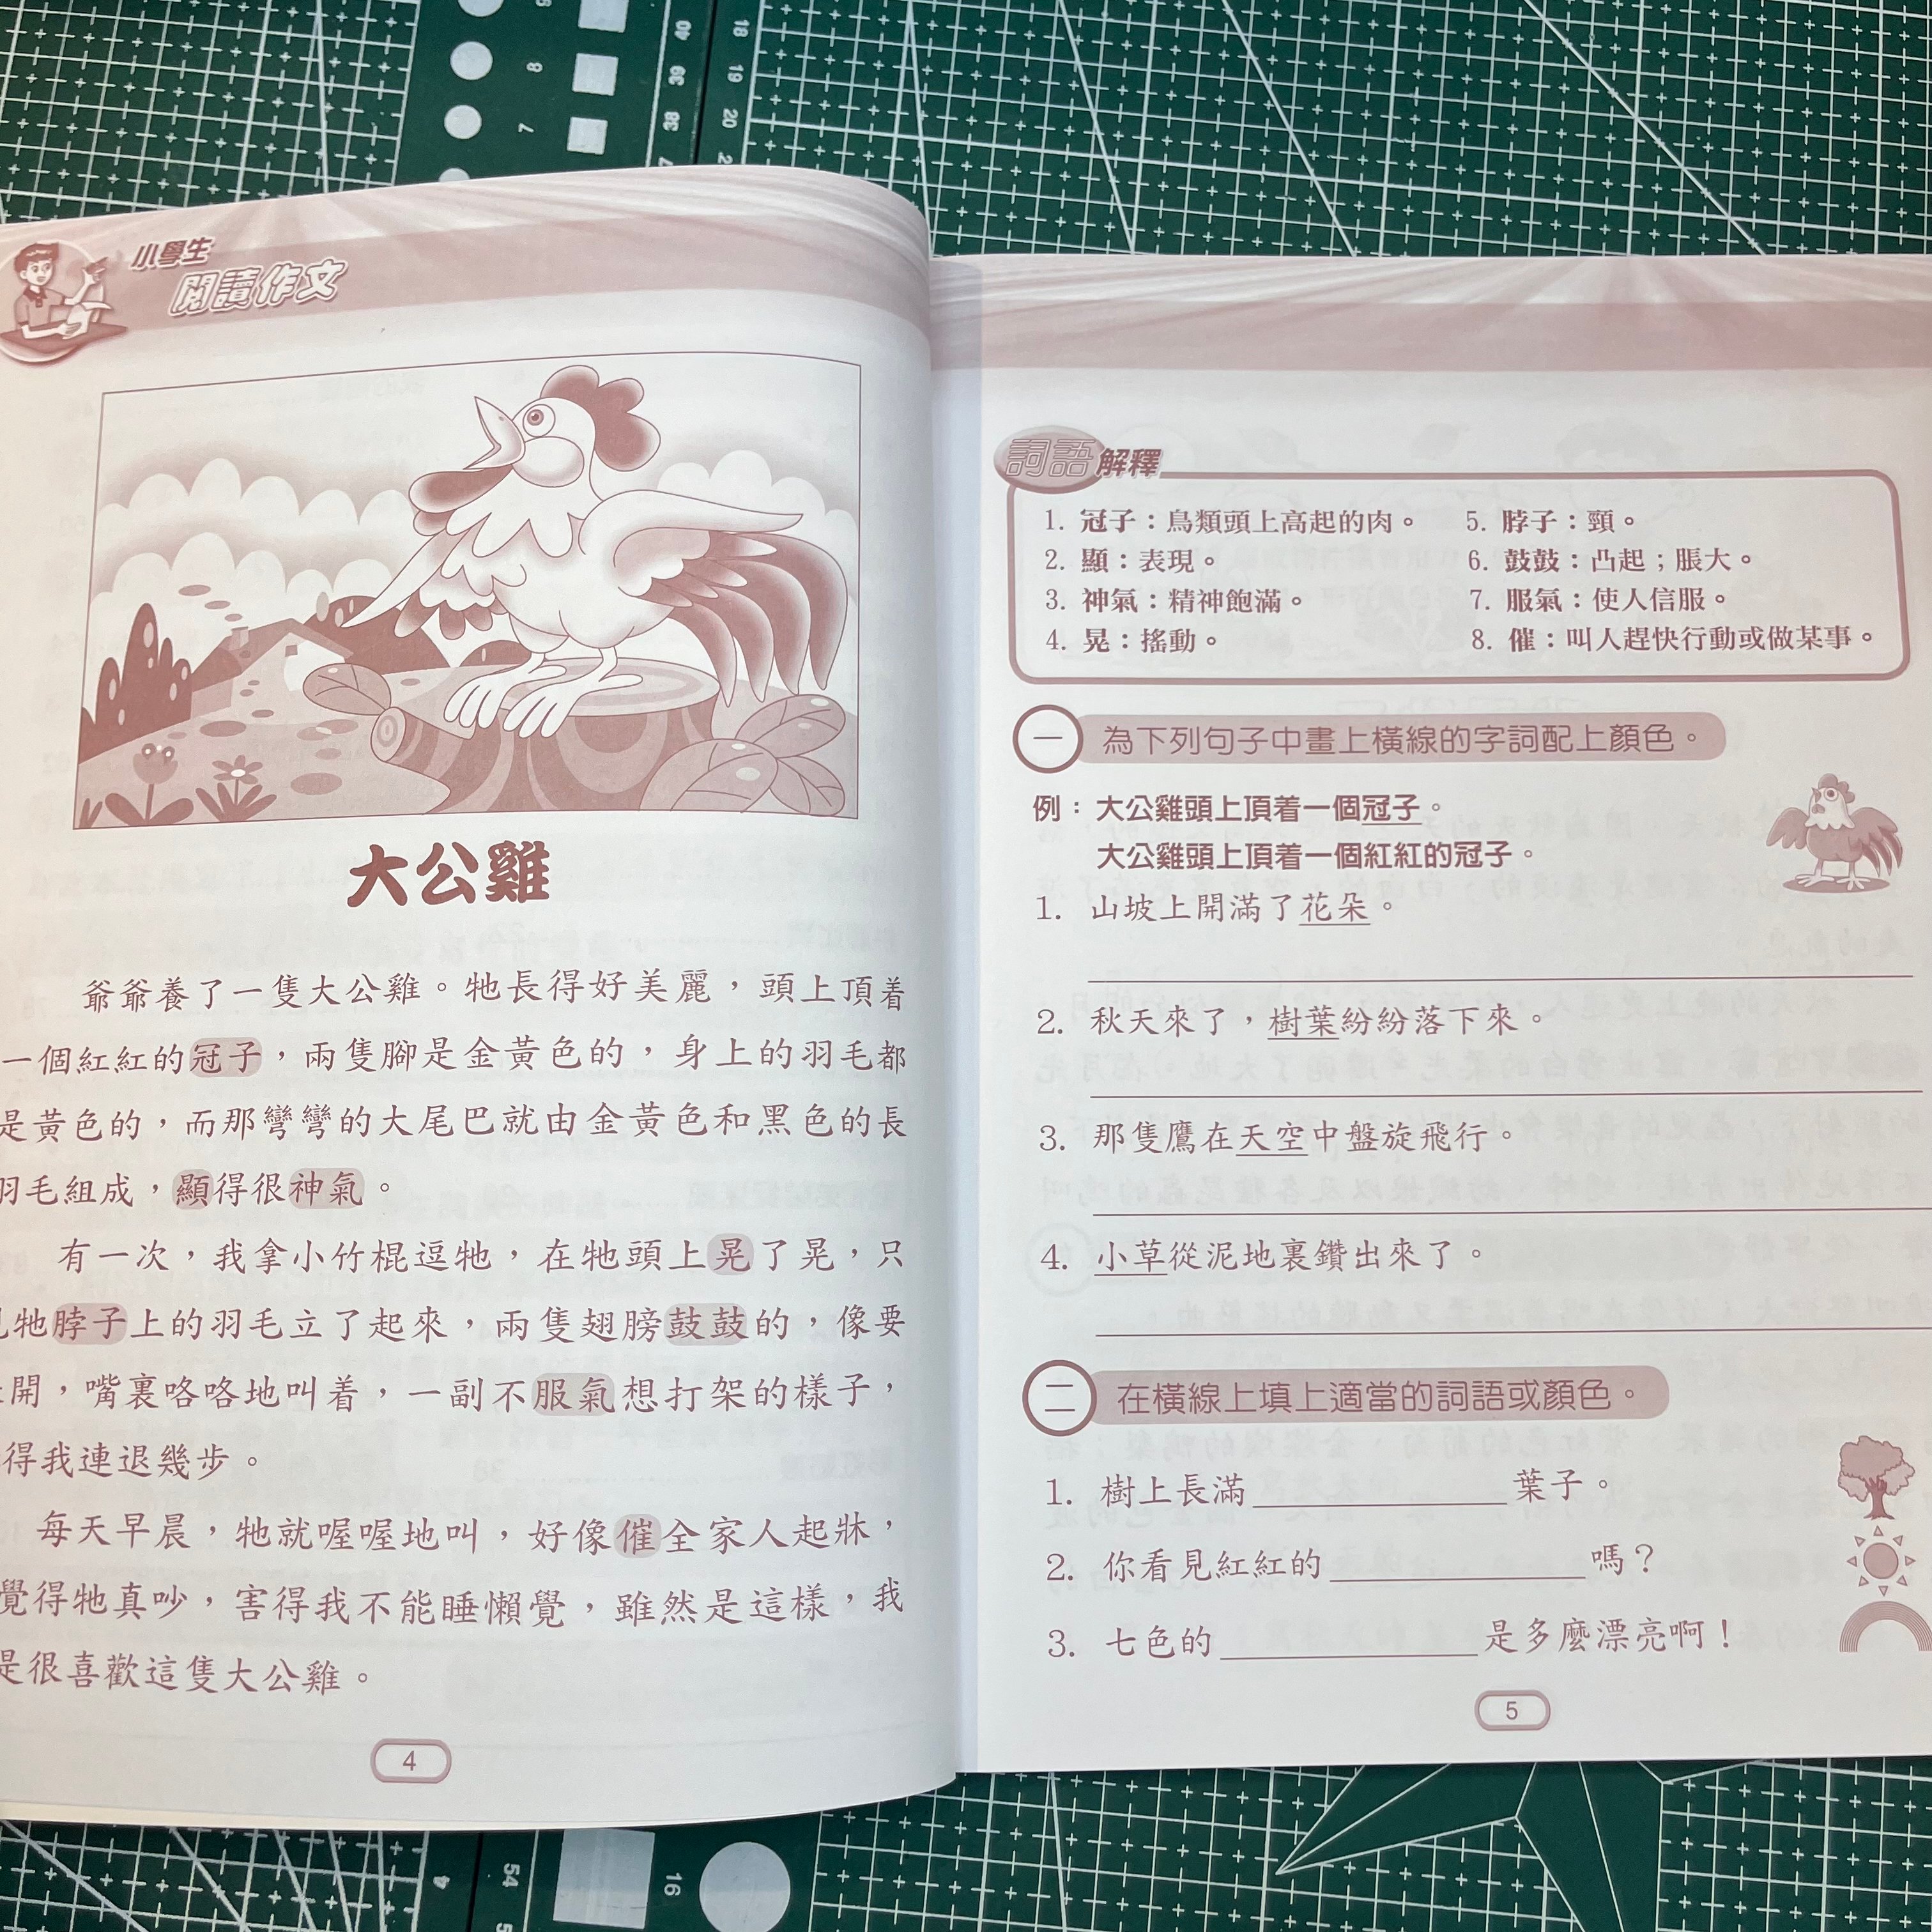 小學生
閱讀作文
大公雞
爺爺養了一隻大公雞。牠長得好美麗，頭上頂着
一個紅紅的冠子，兩隻腳是金黃色的，身上的羽毛都
是黃色的，而那彎彎的大尾巴就由金黃色和黑色的長
羽毛組成，顯得很神氣。
有一次，我拿小竹棍逗牠，在牠頭上晃了晃，只
牠脖子上的羽毛立了起來，兩隻翅膀鼓鼓的，像要
開，嘴裏咯咯地叫着，一副不服氣想打架的樣子，
得我連退幾步。
每天早晨，牠就喔喔地叫，好像催全家人起牀，
覺得牠真吵，害得我不能睡懶覺，雖然是這樣，我
是很喜歡這隻大公雞。
4
詞語解釋
1. 冠子：鳥類頭上高起的肉。
2. 顯：表現。
3. 神氣：精神飽滿。
4. 晃：搖動。
5. 脖子：頸。
6. 鼓鼓：凸起；脹大。
7. 服氣：使人信服。
8. 催：叫人趕快行動或做某事。
一 為下列句子中畫上橫線的字詞配上顏色。
例：大公雞頭上頂着一個冠子。
大公雞頭上頂着一個紅紅的冠子。
1. 山坡上開滿了花朵。
2. 秋天來了，樹葉紛紛落下來。
3. 那隻鷹在天空中盤旋飛行。
4. 小草從泥地裏鑽出來了。
二 在橫線上填上適當的詞語或顏色。
1. 樹上長滿＿＿＿＿＿＿葉子。
2. 你看見紅紅的＿＿＿＿＿＿嗎？
3. 七色的＿＿＿＿＿＿是多麼漂亮啊！
5
8
7
40
39
38
18
19
20
54
16
4